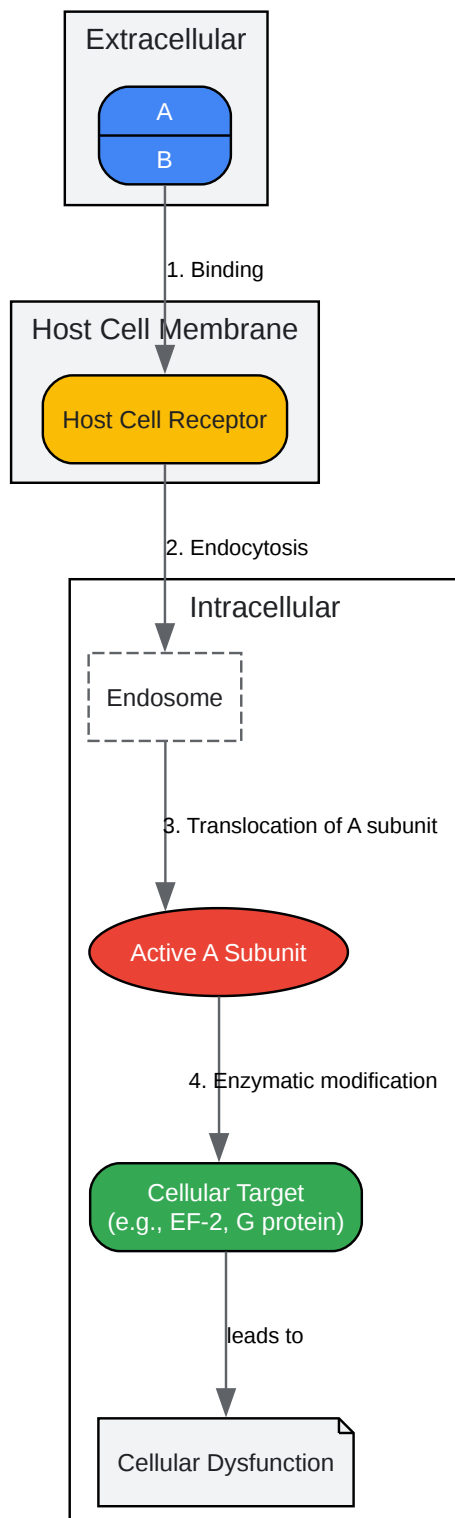 Extracellular
A
B
1. Binding
Host Cell Membrane
Host Cell Receptor
2. Endocytosis
Intracellular
Endosome
3. Translocation of A subunit
Active A Subunit
4. Enzymatic modification
Cellular Target
(e.g., EF-2, G protein)
leads to
Cellular Dysfunction